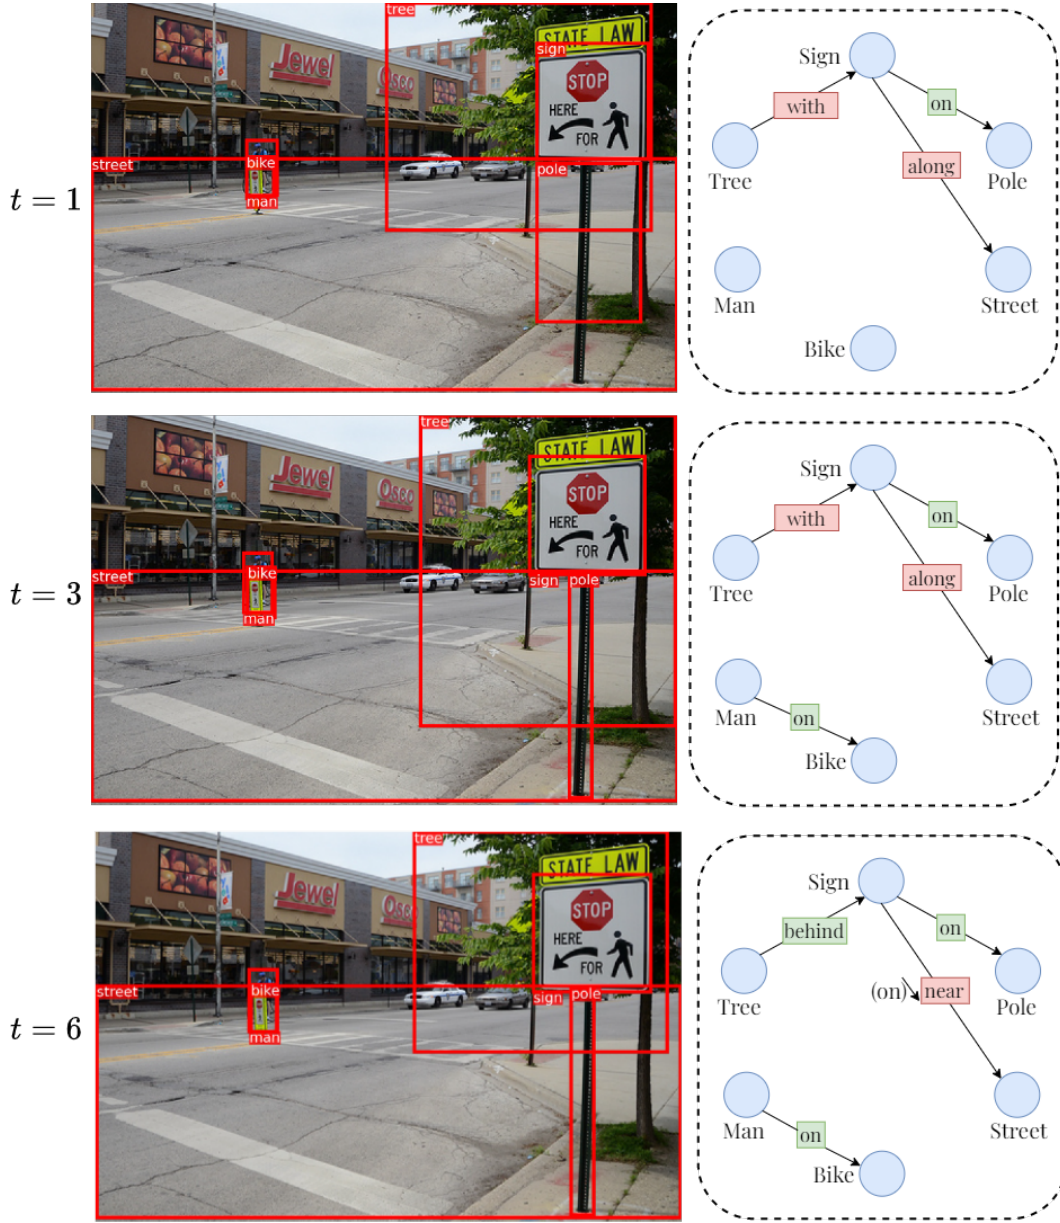 t = 1
tree
sign
STATE LAW
STOP
HERE
FOR
Jewel
Osco
street
bike
man
pole
Sign
with
on
along
Tree
Pole
Man
Street
Bike
t = 3
tree
STATE LAW
STOP
HERE
FOR
Jewel
Osco
street
bike
man
sign
pole
Sign
with
on
along
Tree
Pole
Man
on
Street
Bike
t = 6
tree
STATE LAW
STOP
HERE
FOR
Jewel
Osco
street
bike
man
sign
pole
Sign
behind
on
(on)
near
Tree
Pole
Man
on
Street
Bike